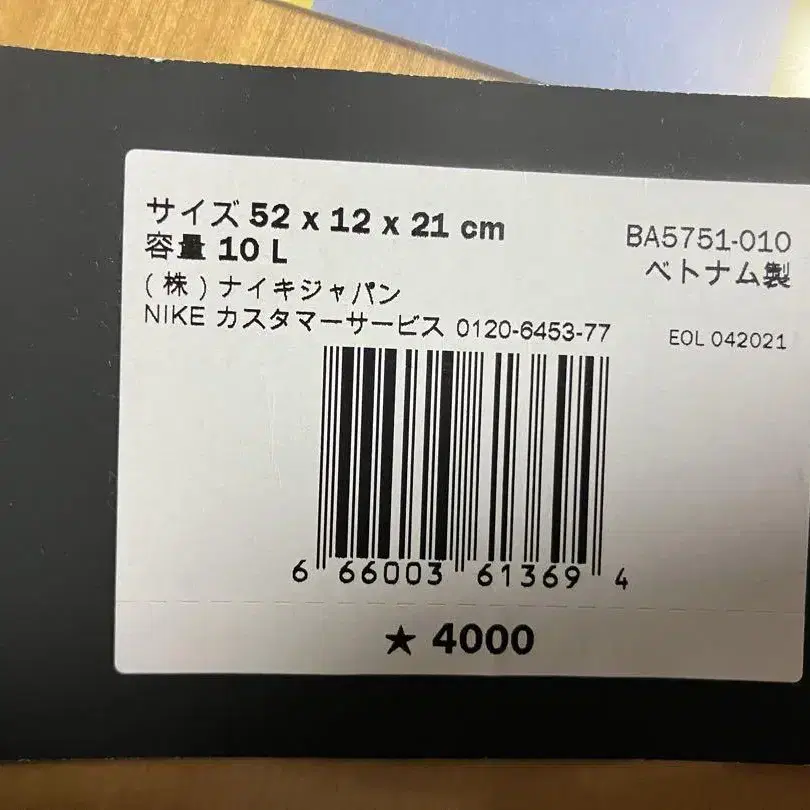 サイズ 52 x 12 x 21 cm
容量 10 L
(株)ナイキジャパン
NIKE カスタマーサービス 0120-6453-77
BA5751-010
ベトナム製
EOL 042021
6 66003 61369 4
★ 4000